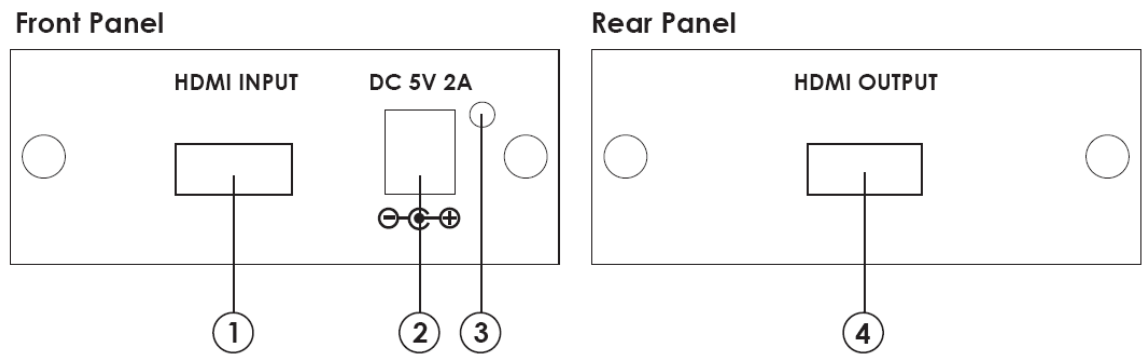 Front Panel
HDMI INPUT
DC 5V 2A
1
2
3
Rear Panel
HDMI OUTPUT
4